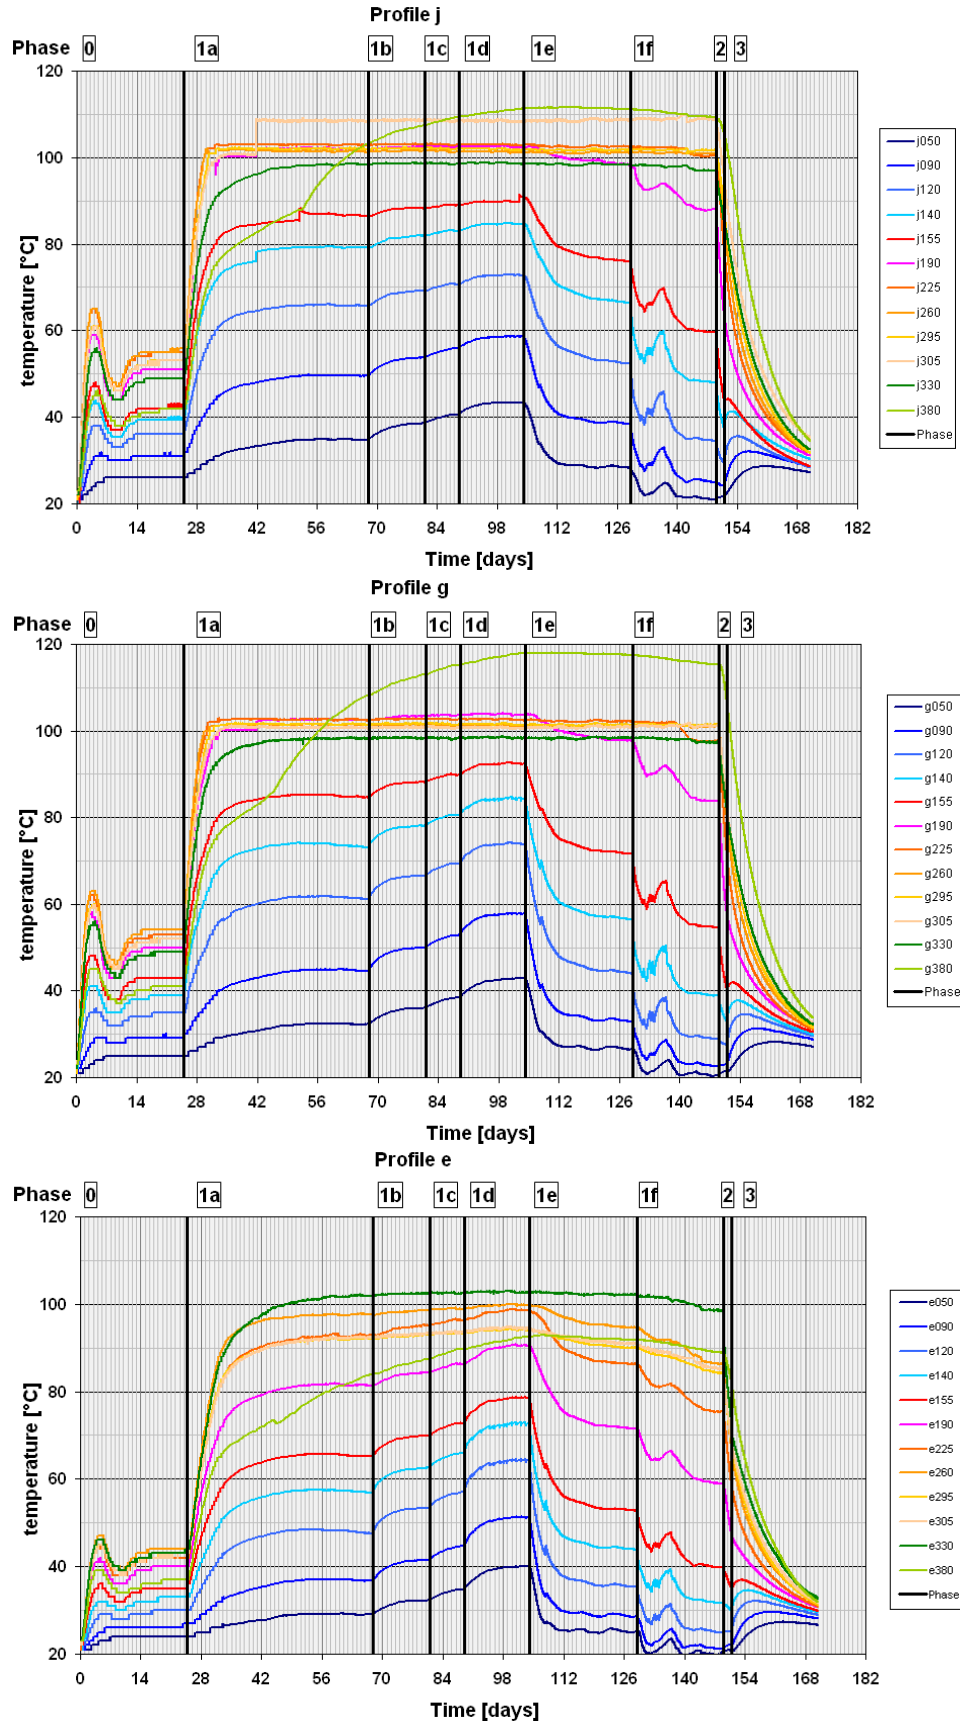 Profile j
Phase 0 1a 1b 1c 1d 1e 1f 2 3
120
100
80
60
40
20
temperature [°C]
0 14 28 42 56 70 84 98 112 126 140 154 168 182
Time [days]
j050
j090
j120
j140
j155
j190
j225
j260
j295
j305
j330
j380
Phase
Profile g
Phase 0 1a 1b 1c 1d 1e 1f 2 3
120
100
80
60
40
20
temperature [°C]
0 14 28 42 56 70 84 98 112 126 140 154 168 182
Time [days]
g050
g090
g120
g140
g155
g190
g225
g260
g295
g305
g330
g380
Phase
Profile e
Phase 0 1a 1b 1c 1d 1e 1f 2 3
120
100
80
60
40
20
temperature [°C]
0 14 28 42 56 70 84 98 112 126 140 154 168 182
Time [days]
e050
e090
e120
e140
e155
e190
e225
e260
e295
e305
e330
e380
Phase